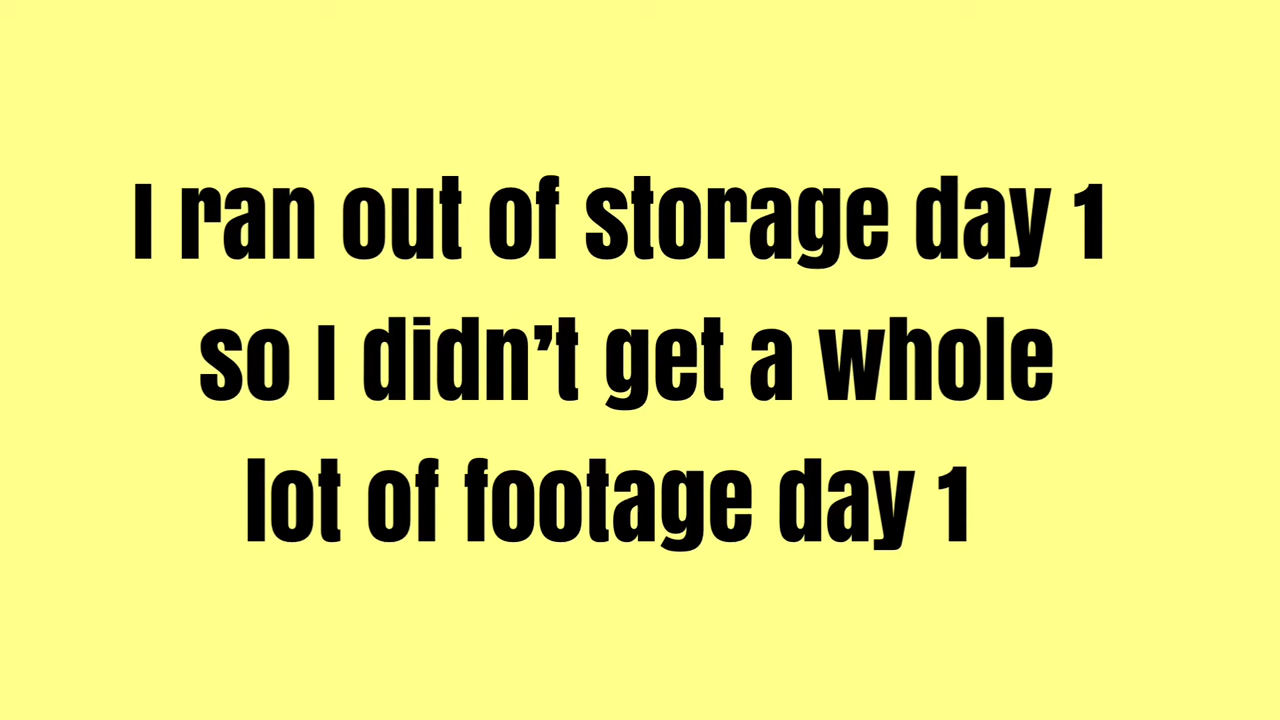 I ran out of storage day 1
so I didn’t get a whole
lot of footage day 1